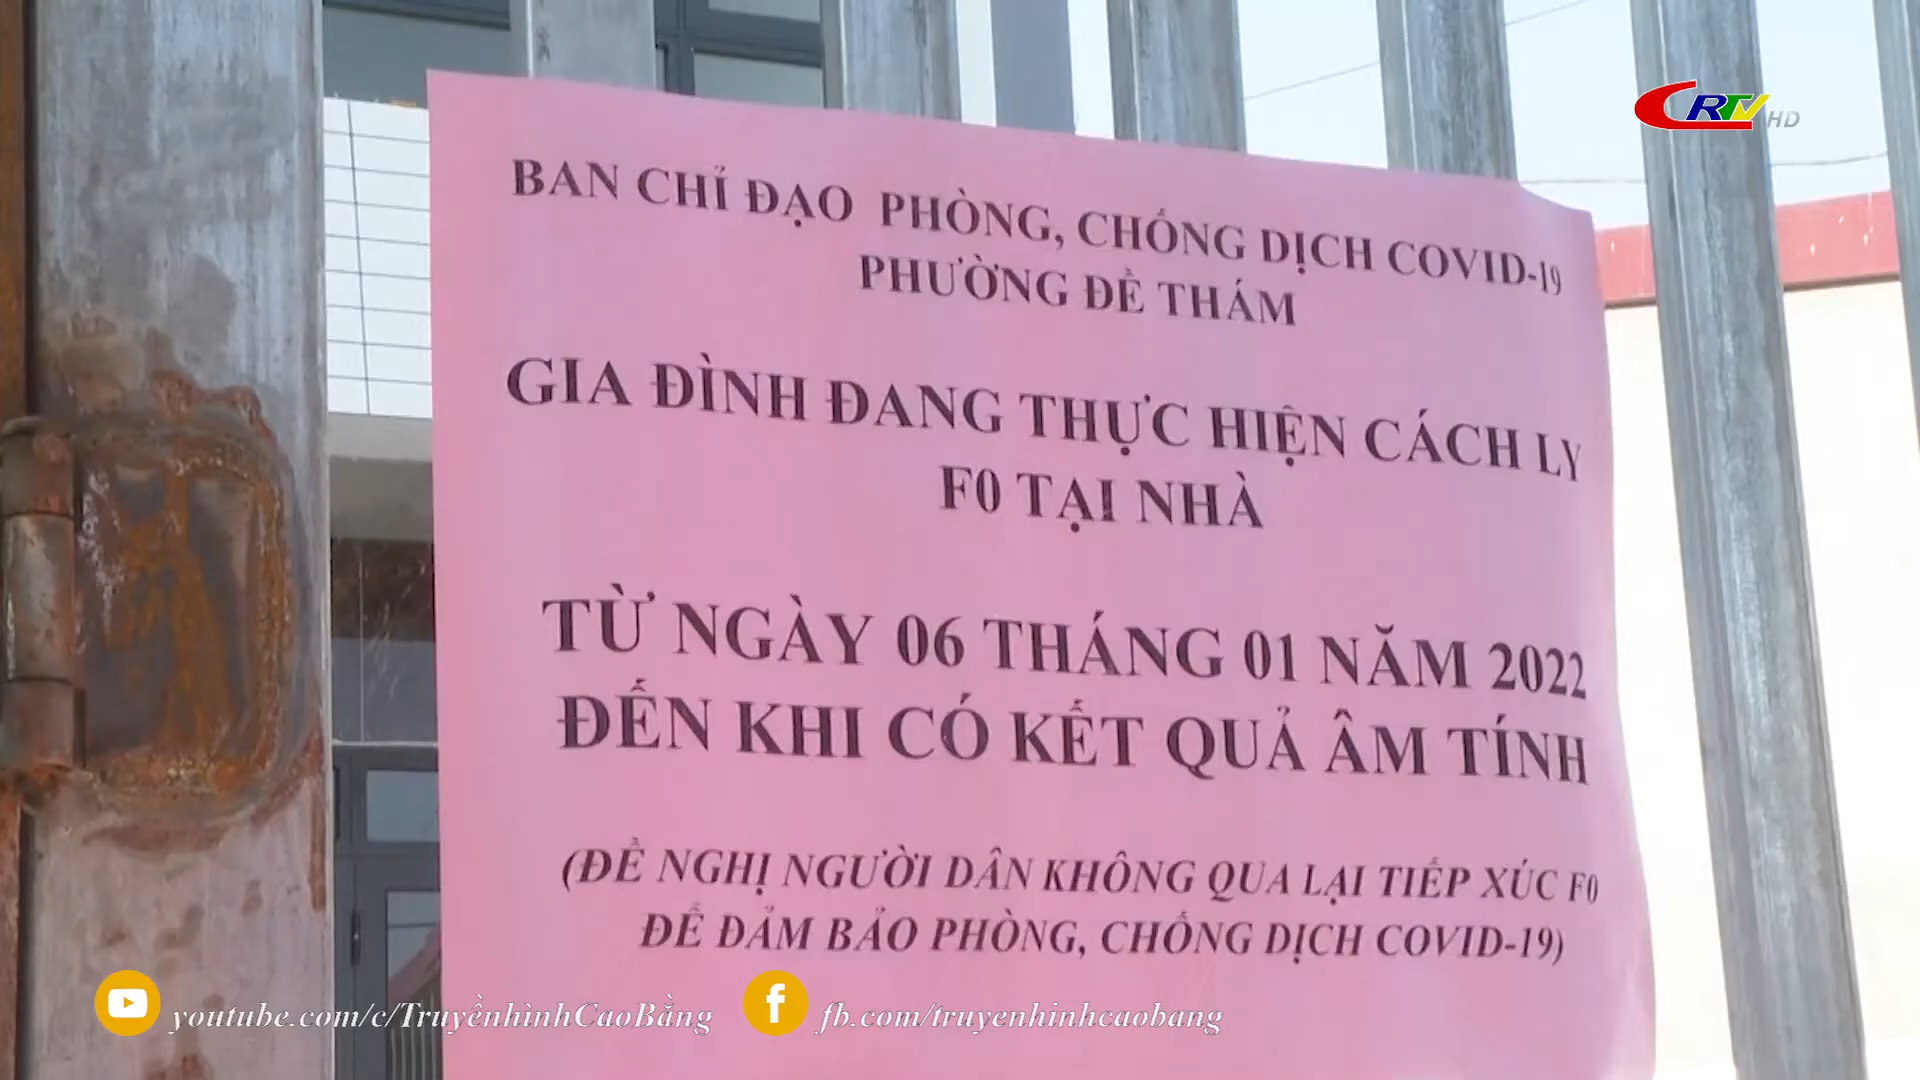 CRTV HD
BAN CHỈ ĐẠO PHÒNG, CHỐNG DỊCH COVID-19
PHƯỜNG ĐỀ THÁM
GIA ĐÌNH ĐANG THỰC HIỆN CÁCH LY
F0 TẠI NHÀ
TỪ NGÀY 06 THÁNG 01 NĂM 2022
ĐẾN KHI CÓ KẾT QUẢ ÂM TÍNH
(ĐỀ NGHỊ NGƯỜI DÂN KHÔNG QUA LẠI TIẾP XÚC F0
ĐỂ ĐẢM BẢO PHÒNG, CHỐNG DỊCH COVID-19)
youtube.com/c/TruyềnhìnhCaoBằng
fb.com/truyenhinhcaobang